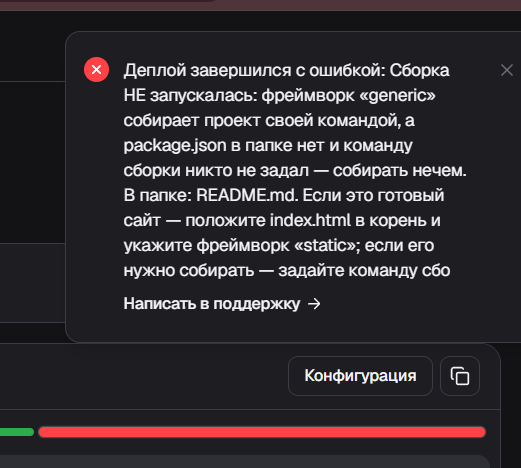 Деплой завершился с ошибкой: Сборка
НЕ запускалась: фреймворк «generic»
собирает проект своей командой, а
package.json в папке нет и команду
сборки никто не задал — собирать нечем.
В папке: README.md. Если это готовый
сайт — положите index.html в корень и
укажите фреймворк «static»; если его
нужно собирать — задайте команду сбо
Написать в поддержку →
Конфигурация